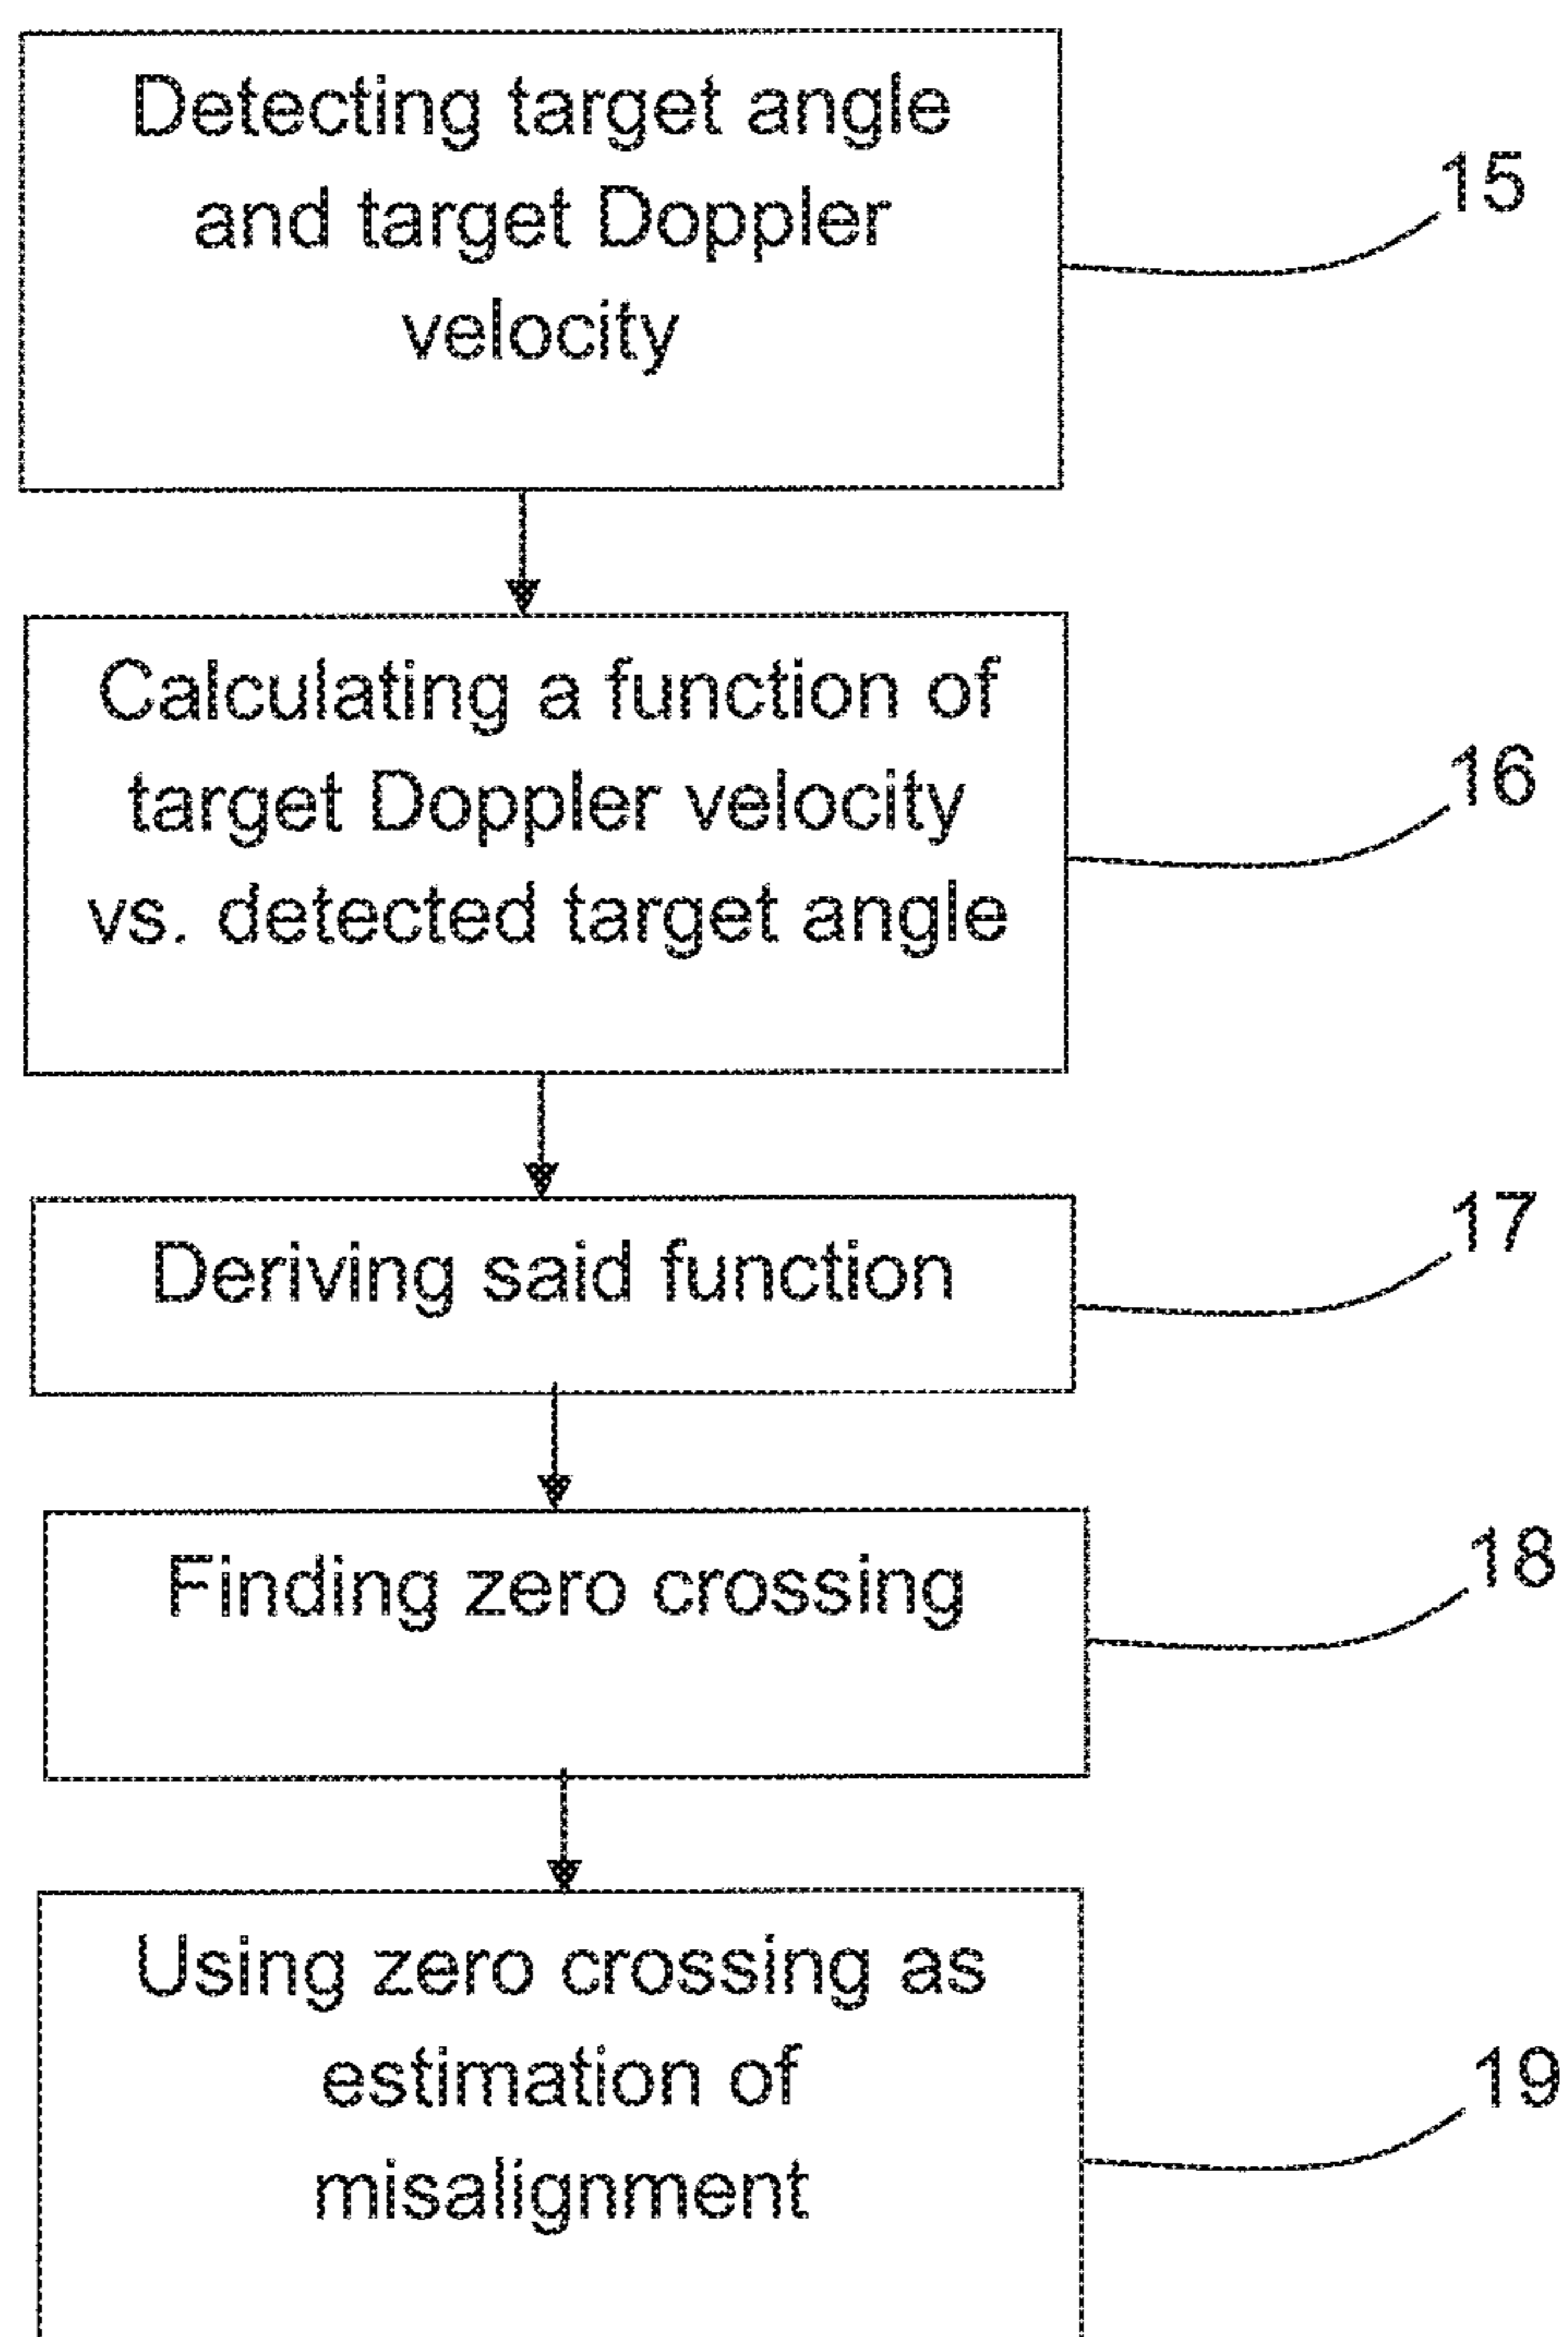 Detecting target angle
and target Doppler
velocity
15
Calculating a function of
target Doppler velocity
vs. detected target angle
16
Deriving said function
17
Finding zero crossing
18
Using zero crossing as
estimation of
misalignment
19